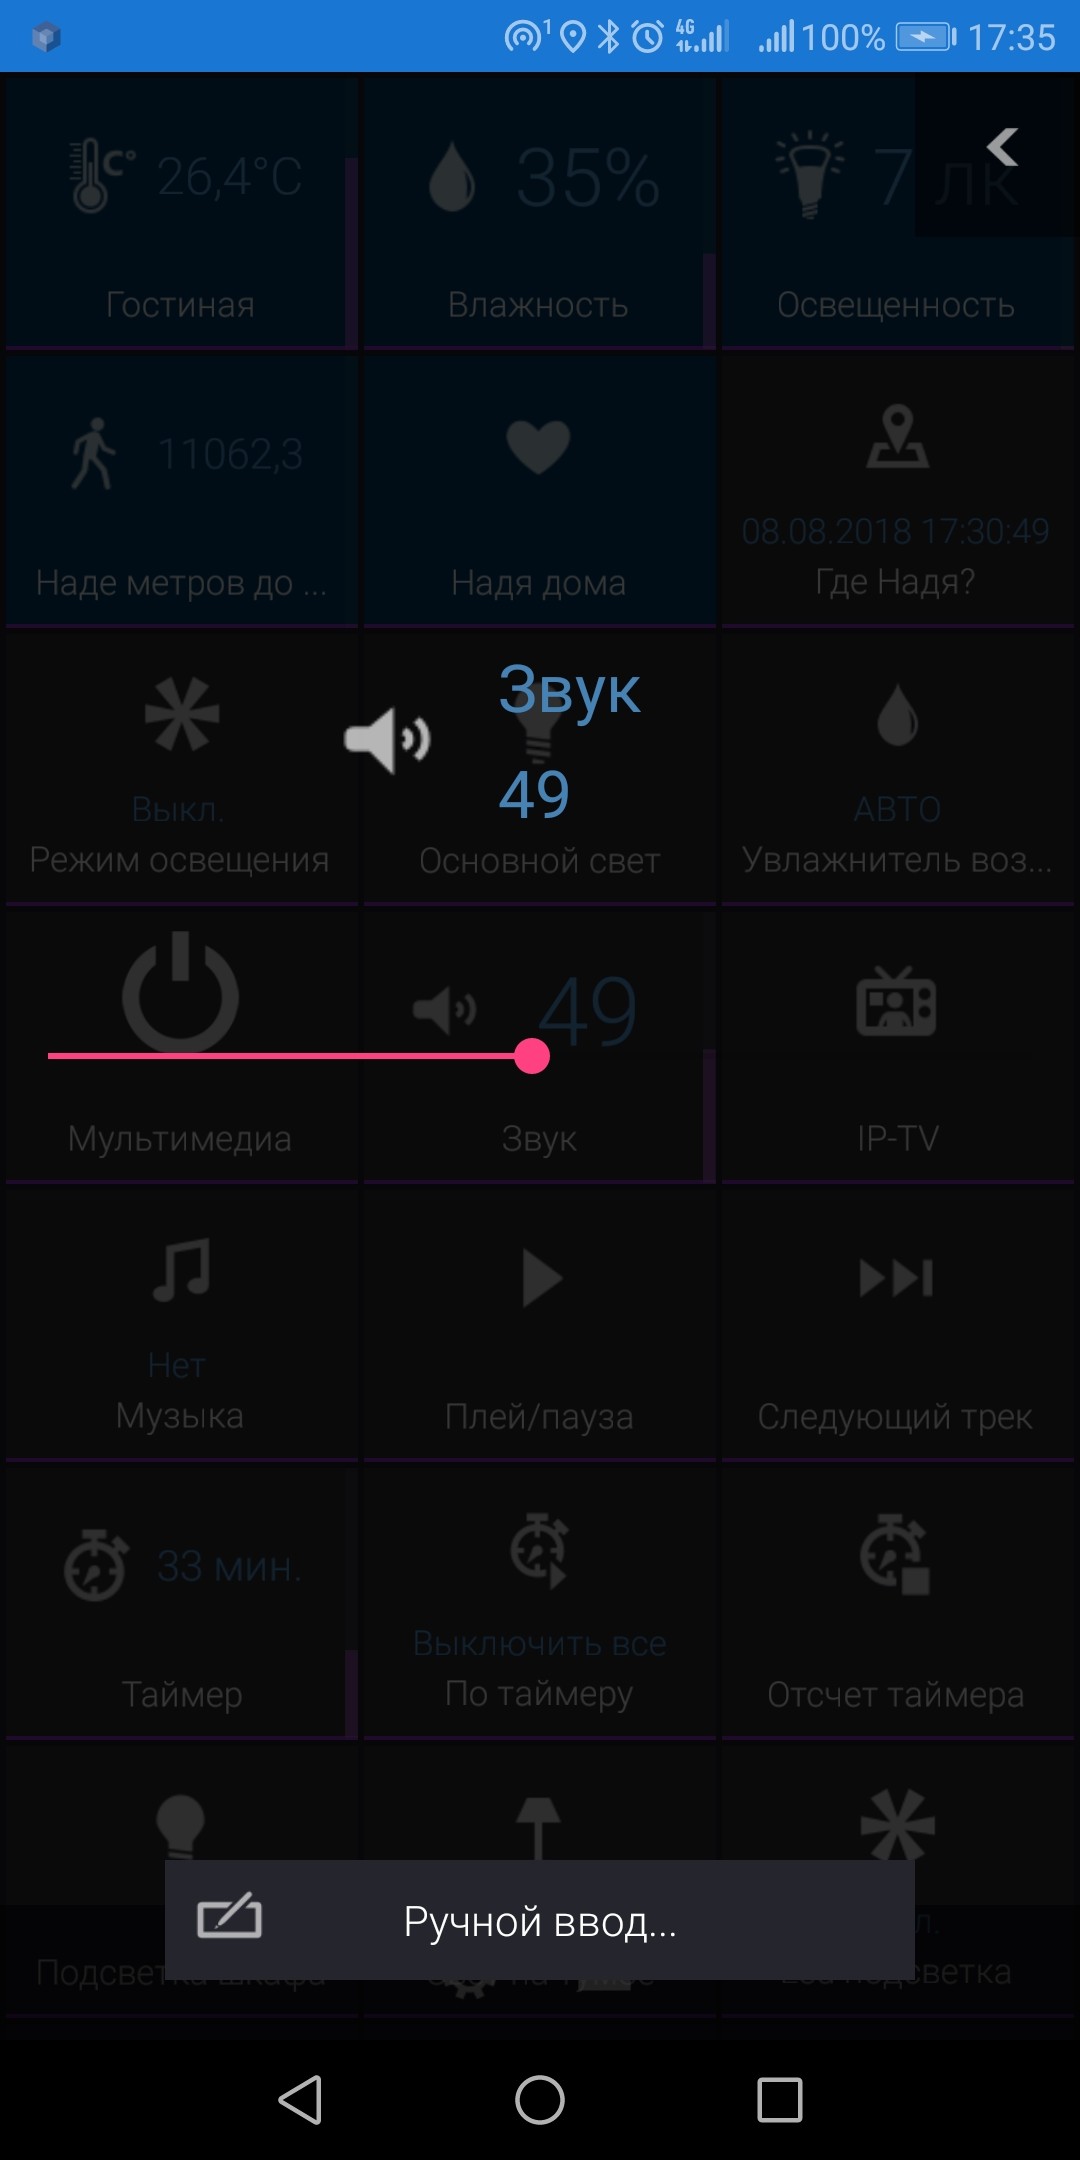 1 4G 100% 17:35
C° 26,4°C
35%
7 лк
Гостиная
Влажность
Освещенность
11062,3
08.08.2018 17:30:49
Наде метров до ...
Надя дома
Где Надя?
Звук
49
Выкл.
АВТО
Режим освещения
Основной свет
Увлажнитель воз...
49
Мультимедиа
Звук
IP-TV
Нет
Музыка
Плей/пауза
Следующий трек
33 мин.
Выключить все
Таймер
По таймеру
Отсчет таймера
Ручной ввод...
Подсветка шкафа